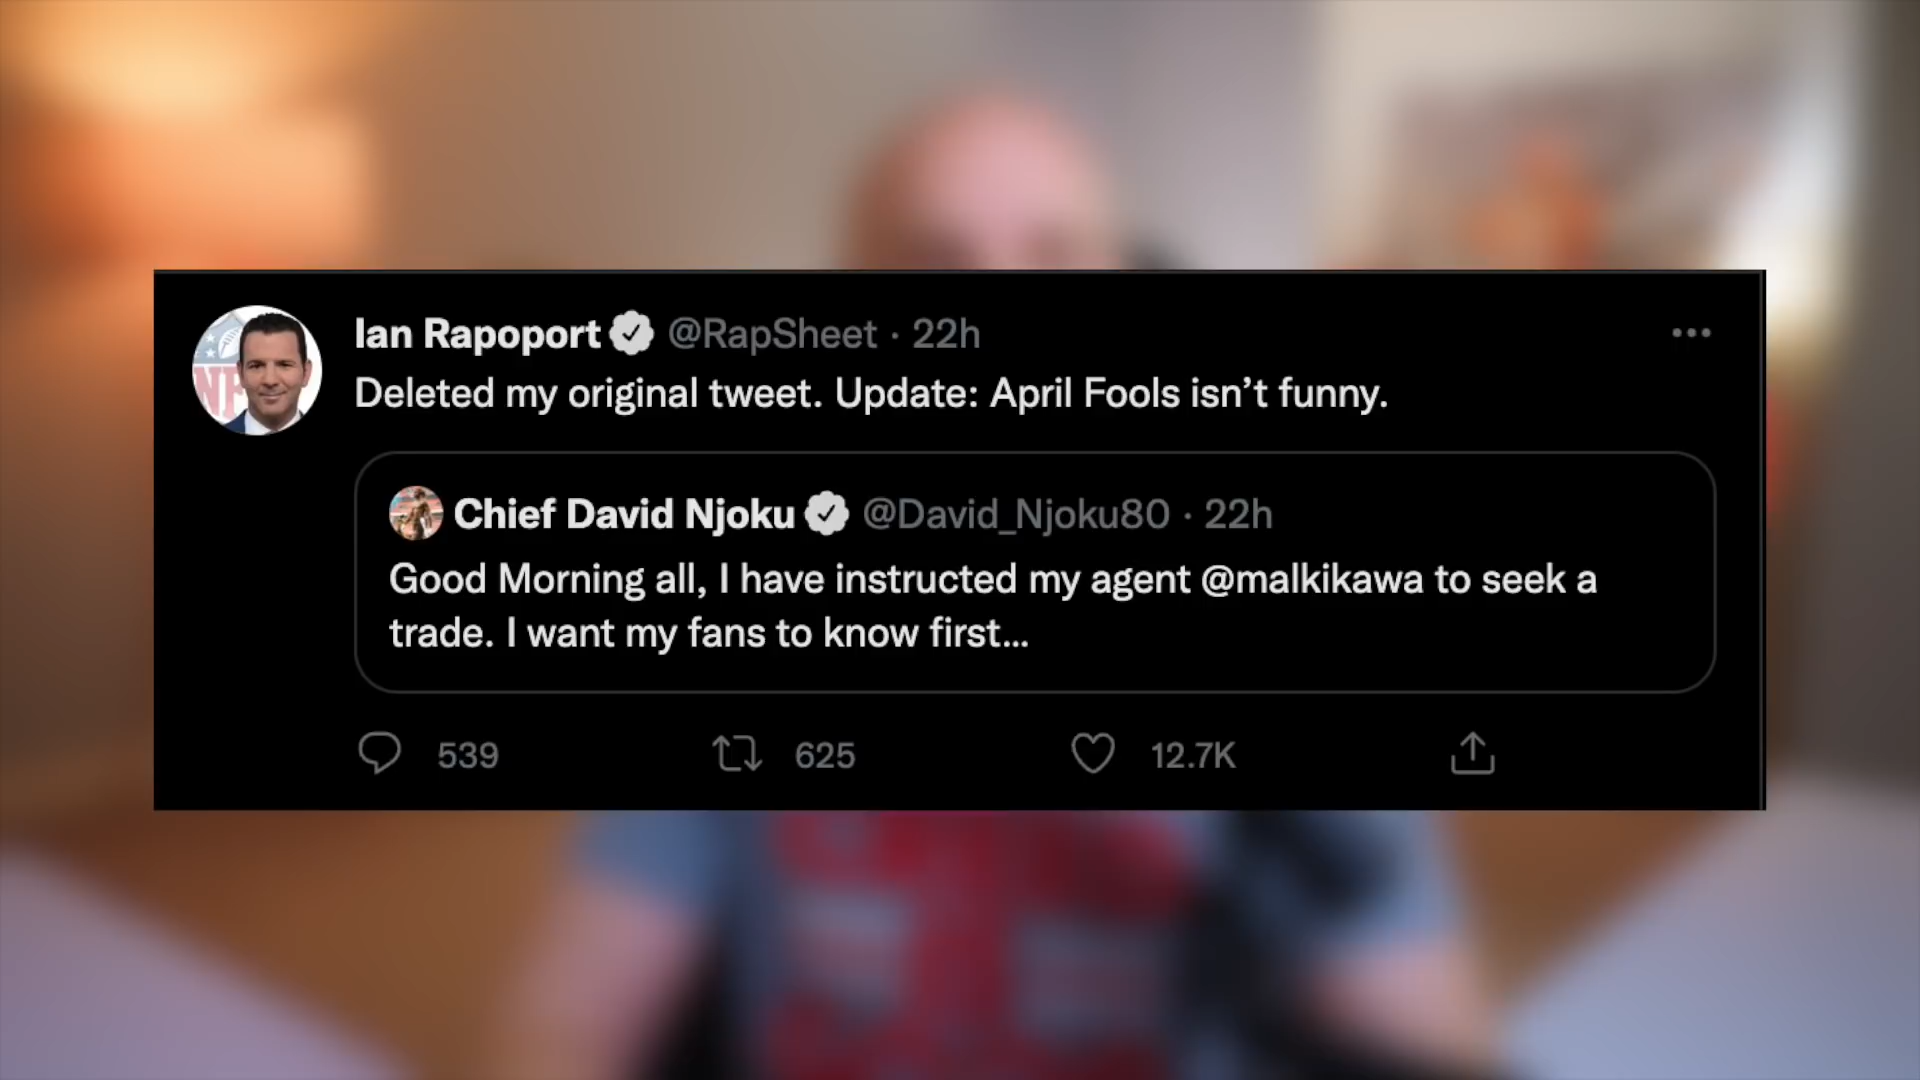 Ian Rapoport @RapSheet · 22h
Deleted my original tweet. Update: April Fools isn’t funny.
Chief David Njoku @David_Njoku80 · 22h
Good Morning all, I have instructed my agent @malkikawa to seek a
trade. I want my fans to know first...
539 625 12.7K